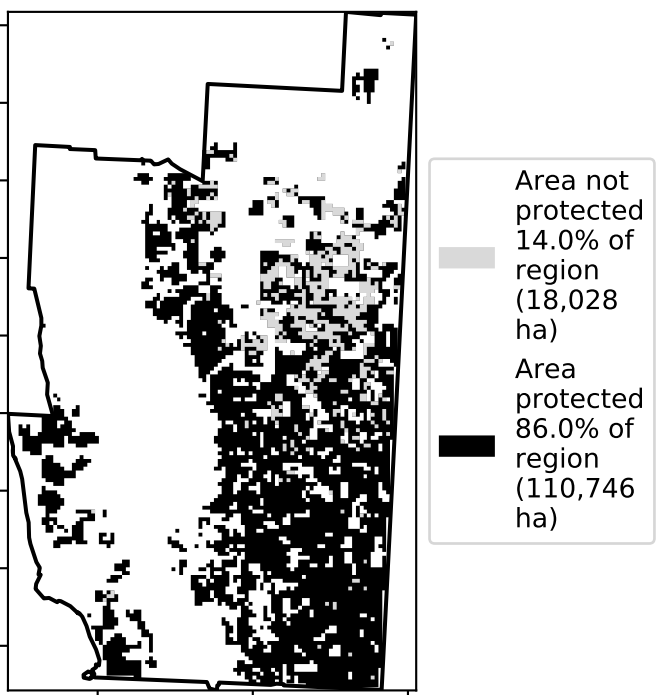 Area not
protected
14.0% of
region
(18,028
ha)
Area
protected
86.0% of
region
(110,746
ha)